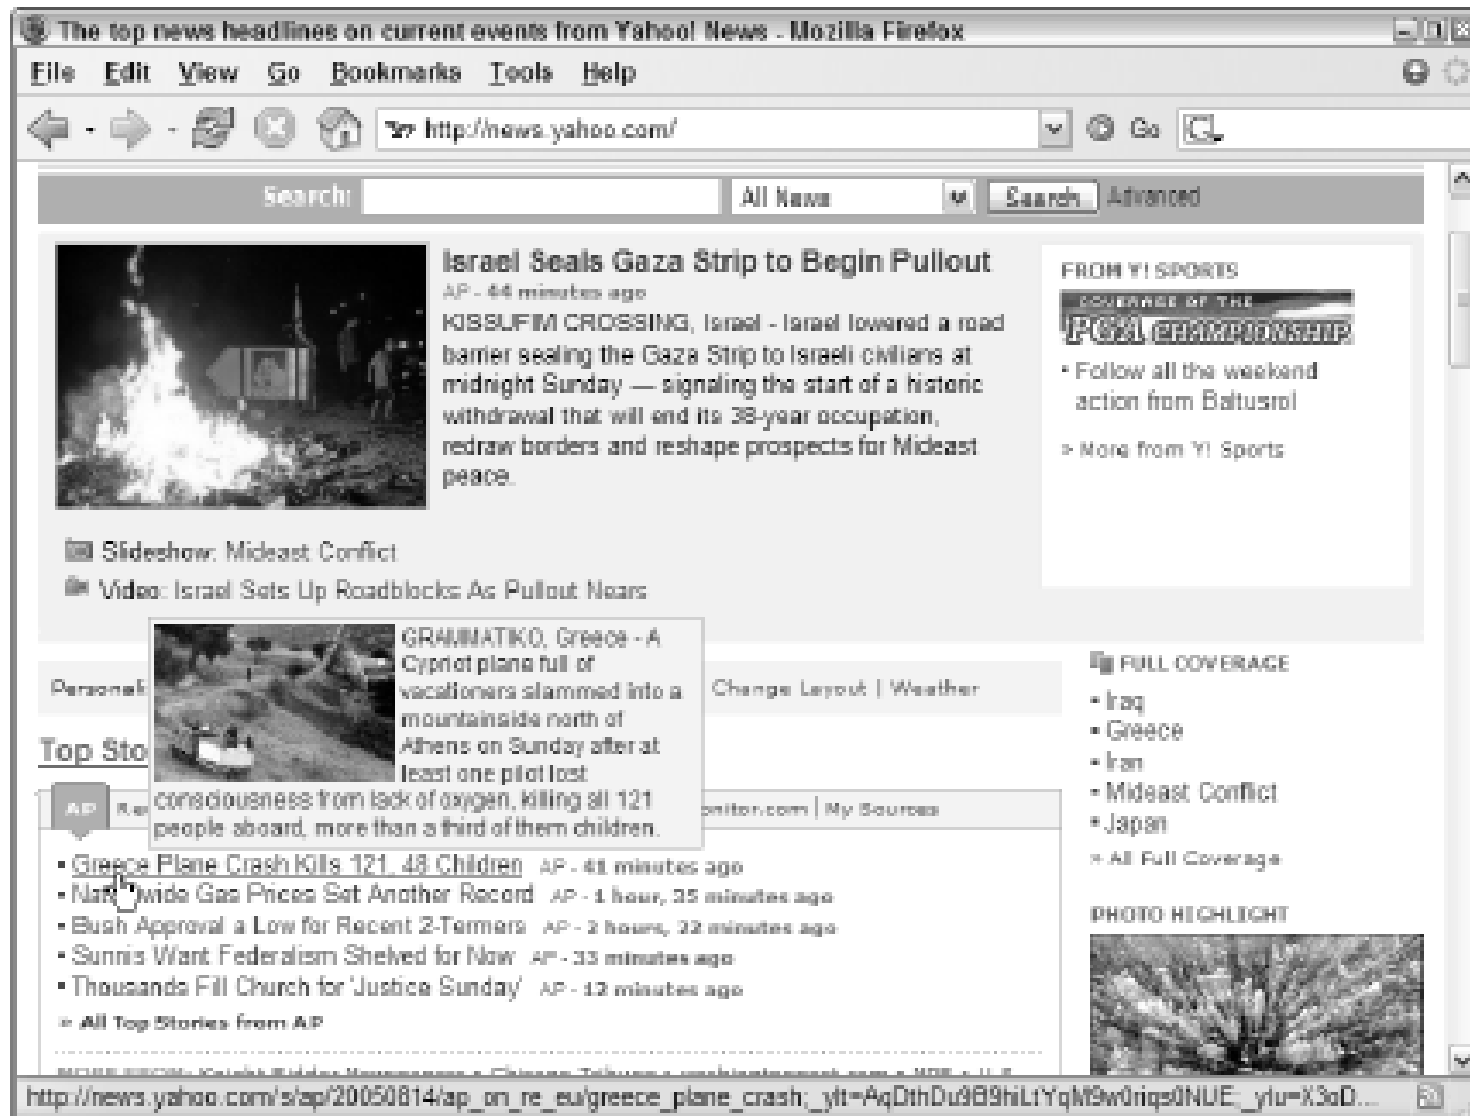 The top news headlines on current events from Yahoo! News - Mozilla Firefox
File Edit View Go Bookmarks Tools Help
http://news.yahoo.com/ Go
Search: All News Search Advanced
Israel Seals Gaza Strip to Begin Pullout
AP - 44 minutes ago
KISSUFIM CROSSING, Israel - Israel lowered a road
barrier sealing the Gaza Strip to Israeli civilians at
midnight Sunday — signaling the start of a historic
withdrawal that will end its 38-year occupation,
redraw borders and reshape prospects for Mideast
peace.
Slideshow: Mideast Conflict
Video: Israel Sets Up Roadblocks As Pullout Nears
FROM Y! SPORTS
COVERAGE OF THE
PGA CHAMPIONSHIP
• Follow all the weekend
action from Baltusrol
» More from Y! Sports
GRAMMATIKO, Greece - A
Cypriot plane full of
vacationers slammed into a
mountainside north of
Athens on Sunday after at
least one pilot lost
consciousness from lack of oxygen, killing all 121
people aboard, more than a third of them children.
Personali Change Layout | Weather
Top Sto
AP Re onitor.com | My Sources
• Greece Plane Crash Kills 121, 48 Children AP - 41 minutes ago
• Nationwide Gas Prices Set Another Record AP - 1 hour, 25 minutes ago
• Bush Approval a Low for Recent 2-Termers AP - 2 hours, 22 minutes ago
• Sunnis Want Federalism Shelved for Now AP - 33 minutes ago
• Thousands Fill Church for 'Justice Sunday' AP - 12 minutes ago
» All Top Stories from AP
FULL COVERAGE
• Iraq
• Greece
• Iran
• Mideast Conflict
• Japan
» All Full Coverage
PHOTO HIGHLIGHT
http://news.yahoo.com/s/ap/20050814/ap_on_re_eu/greece_plane_crash;_ylt=